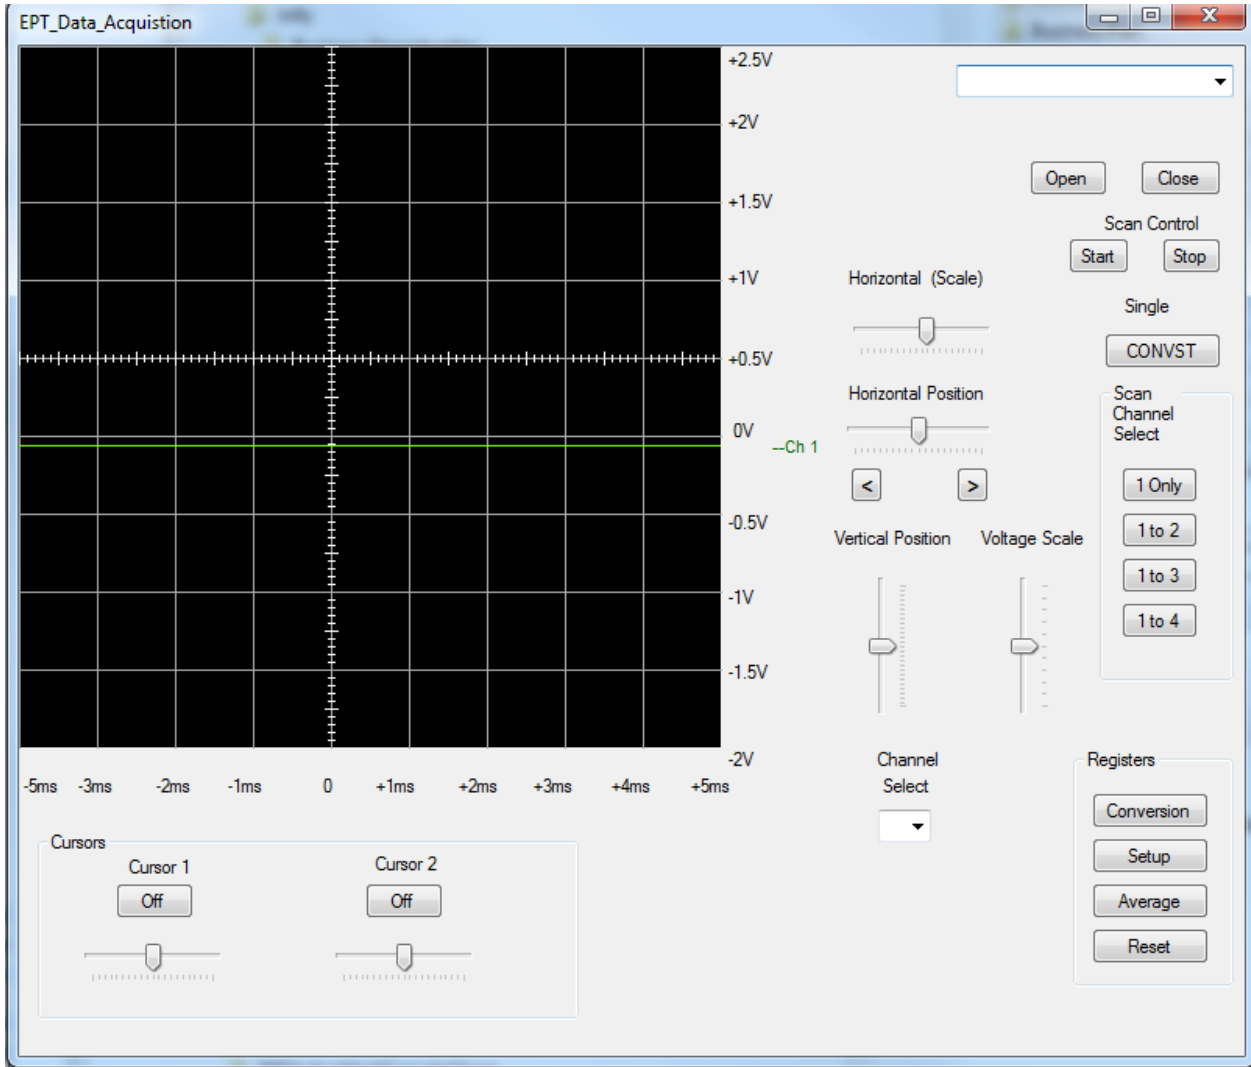 EPT_Data_Acquistion
+2.5V
+2V
+1.5V
+1V
+0.5V
0V
--Ch 1
-0.5V
-1V
-1.5V
-2V
-5ms -3ms -2ms -1ms 0 +1ms +2ms +3ms +4ms +5ms
Open Close
Scan Control
Start Stop
Single
CONVST
Horizontal (Scale)
Horizontal Position
< >
Vertical Position Voltage Scale
Scan
Channel
Select
1 Only
1 to 2
1 to 3
1 to 4
Channel
Select
Registers
Conversion
Setup
Average
Reset
Cursors
Cursor 1 Cursor 2
Off Off